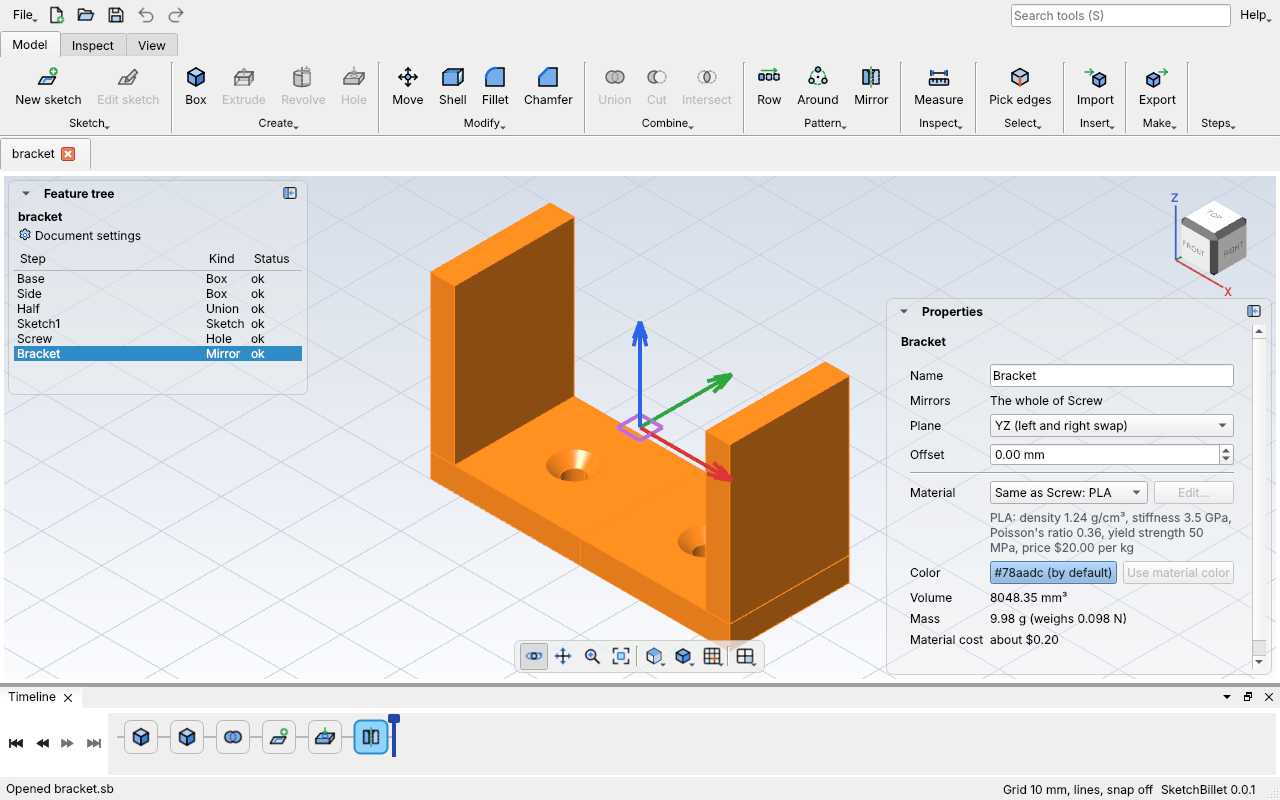 File
Search tools (S)
Help
Model Inspect View
New sketch Edit sketch Box Extrude Revolve Hole Move Shell Fillet Chamfer Union Cut Intersect Row Around Mirror Measure Pick edges Import Export
Sketch Create Modify Combine Pattern Inspect Select Insert Make Steps
bracket
Feature tree
bracket
Document settings
Step Kind Status
Base Box ok
Side Box ok
Half Union ok
Sketch1 Sketch ok
Screw Hole ok
Bracket Mirror ok
Z
TOP
FRONT
RIGHT
X
Properties
Bracket
Name Bracket
Mirrors The whole of Screw
Plane YZ (left and right swap)
Offset 0.00 mm
Material Same as Screw: PLA Edit...
PLA: density 1.24 g/cm³, stiffness 3.5 GPa,
Poisson's ratio 0.36, yield strength 50
MPa, price $20.00 per kg
Color #78aadc (by default) Use material color
Volume 8048.35 mm³
Mass 9.98 g (weighs 0.098 N)
Material cost about $0.20
Timeline
Opened bracket.sb
Grid 10 mm, lines, snap off SketchBillet 0.0.1